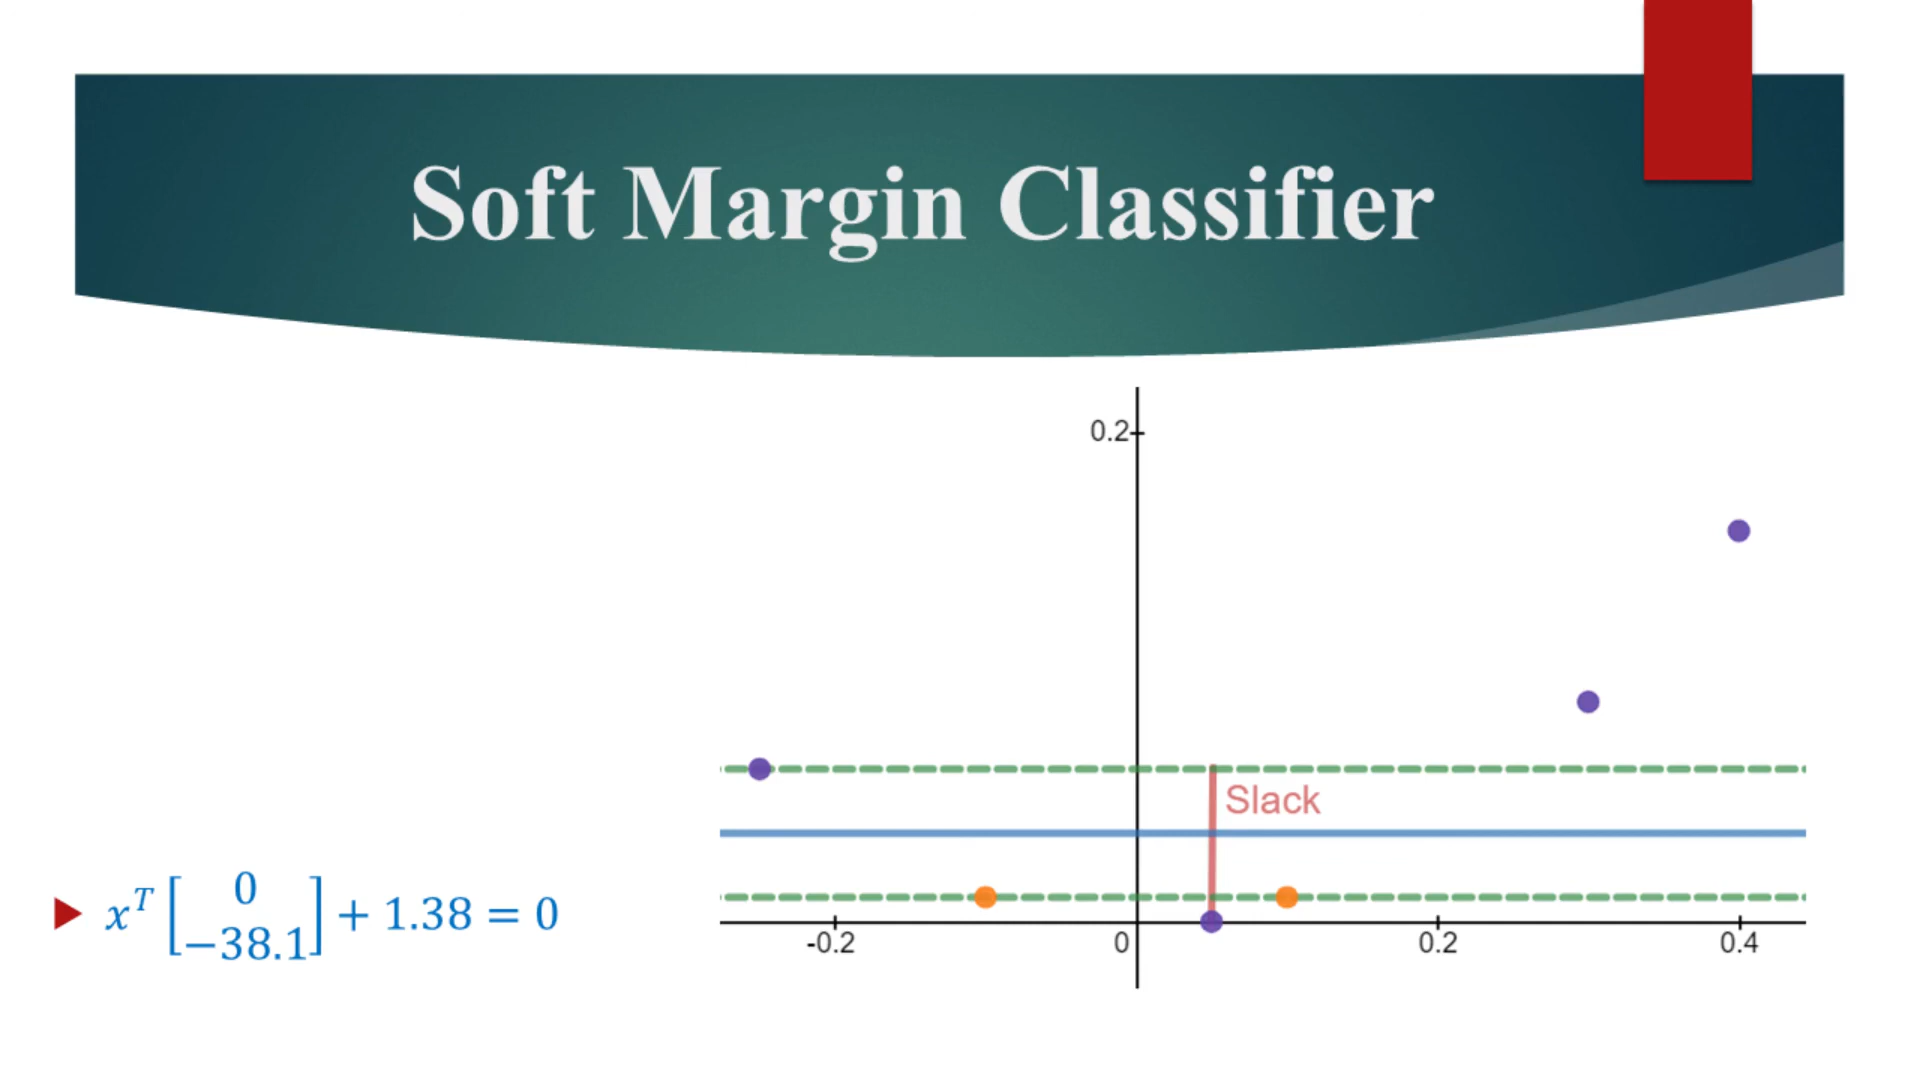 Soft Margin Classifier
0.2
Slack
x^T [0 −38.1] + 1.38 = 0
-0.2 0 0.2 0.4